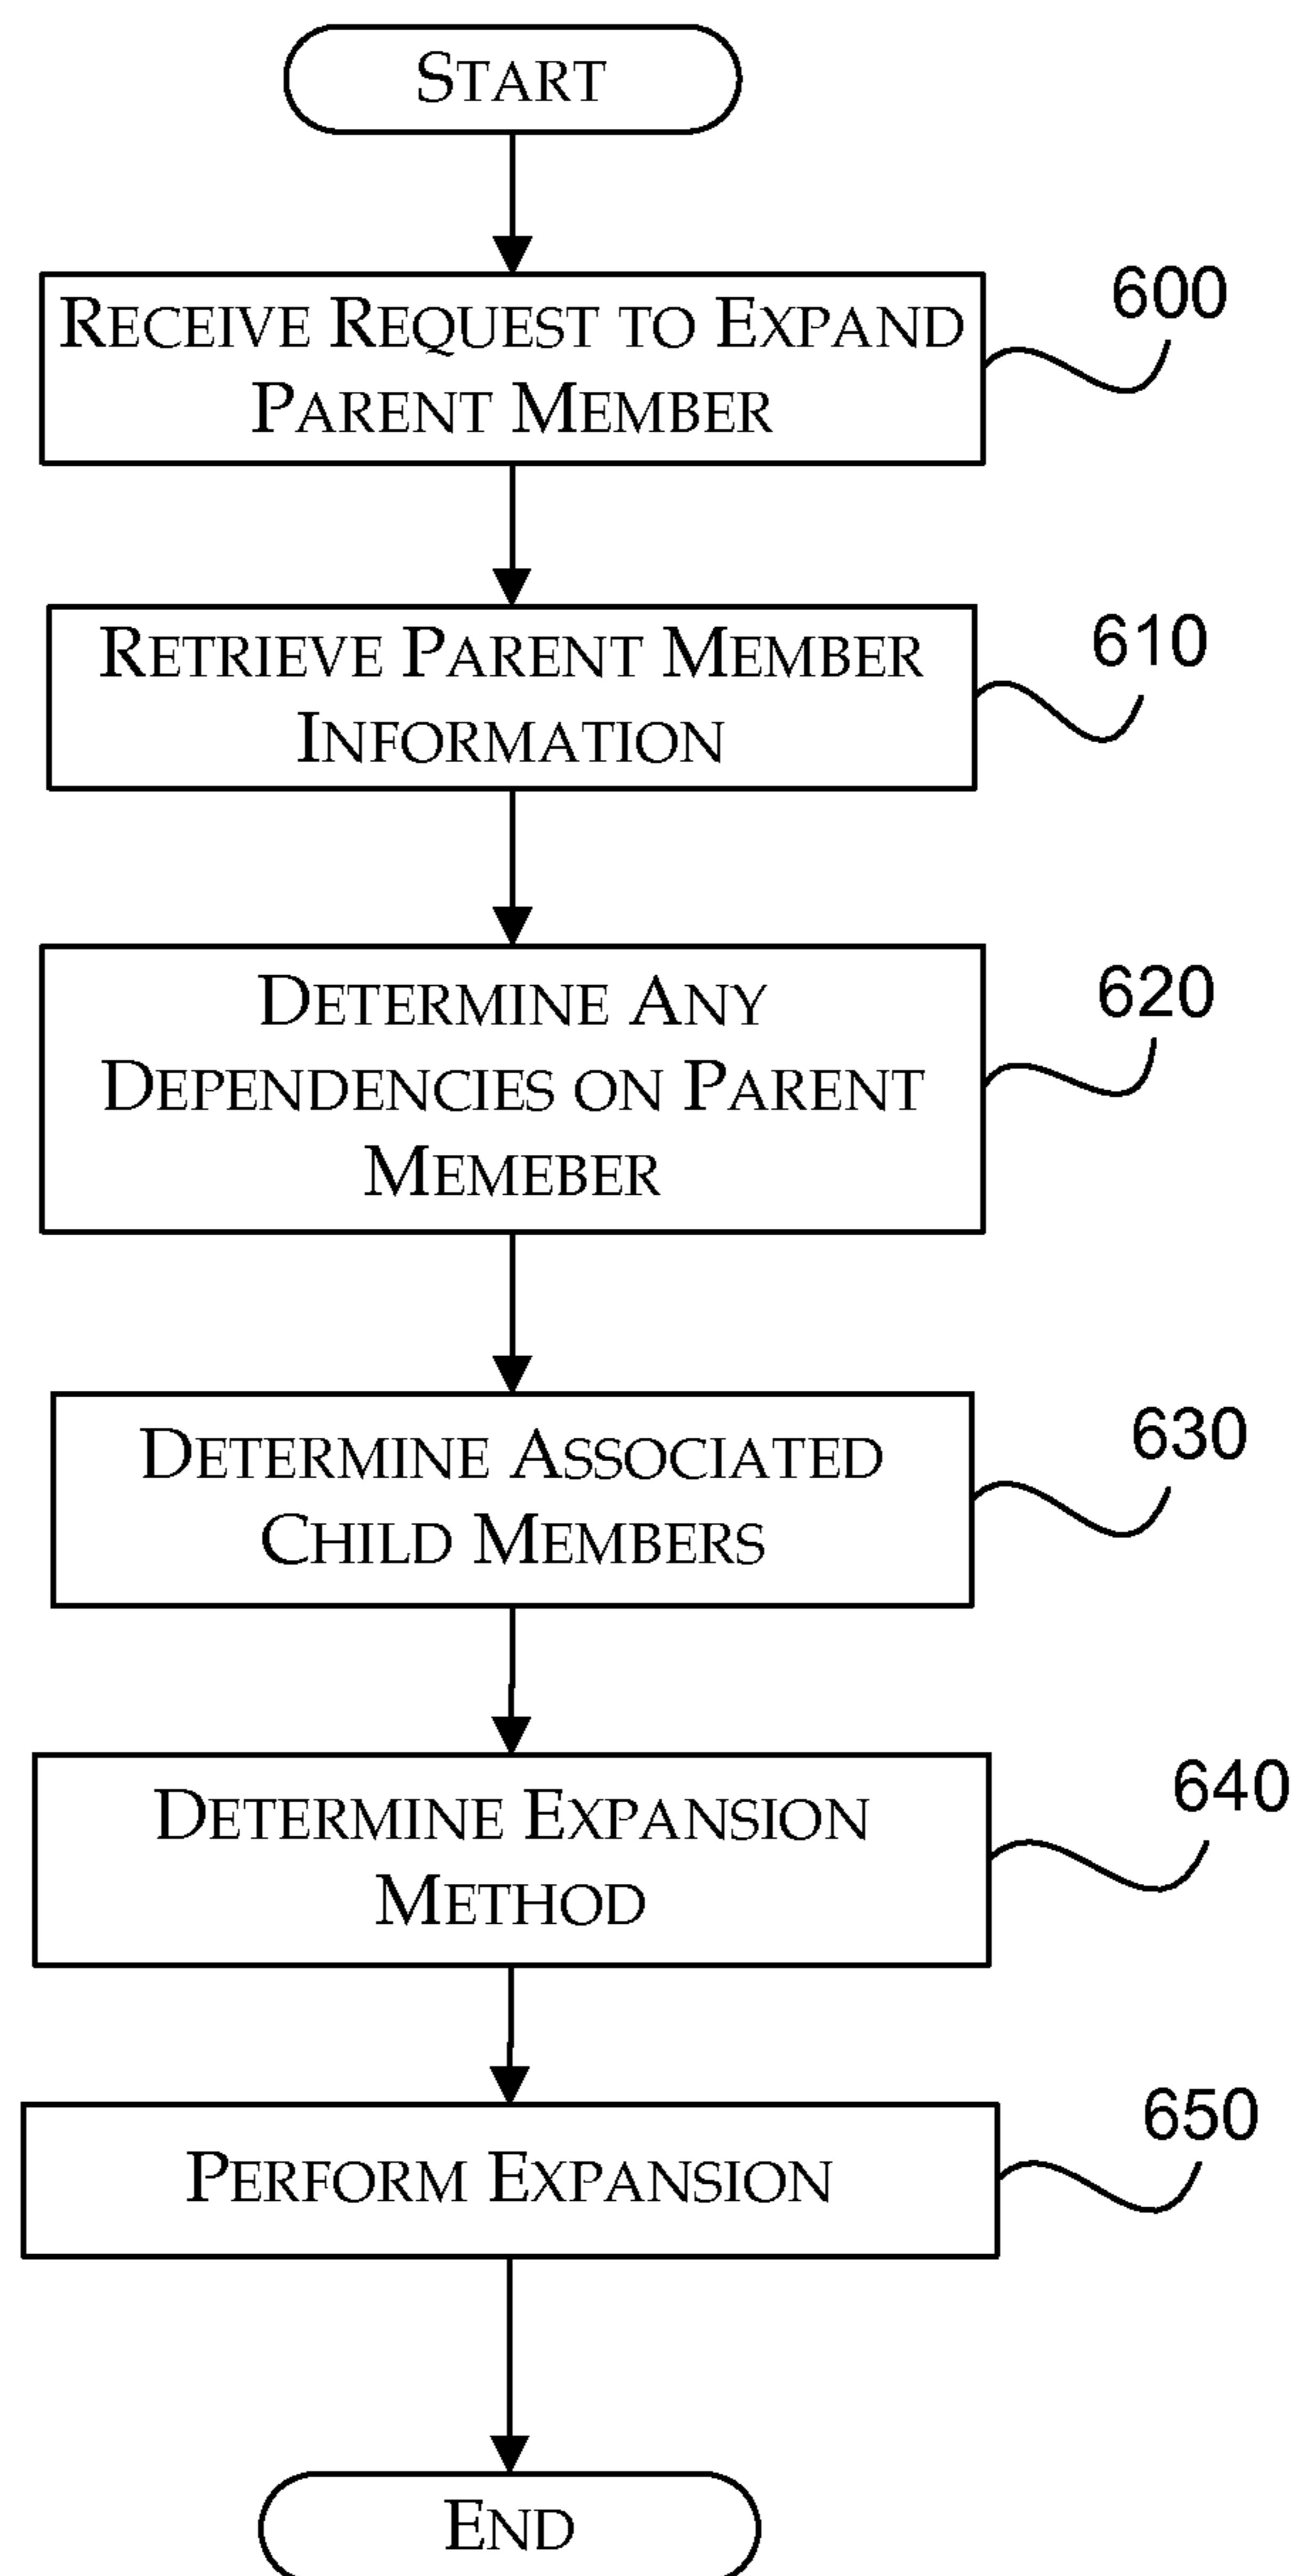 START
RECEIVE REQUEST TO EXPAND
PARENT MEMBER
600
RETRIEVE PARENT MEMBER
INFORMATION
610
DETERMINE ANY
DEPENDENCIES ON PARENT
MEMEBER
620
DETERMINE ASSOCIATED
CHILD MEMBERS
630
DETERMINE EXPANSION
METHOD
640
PERFORM EXPANSION
650
END